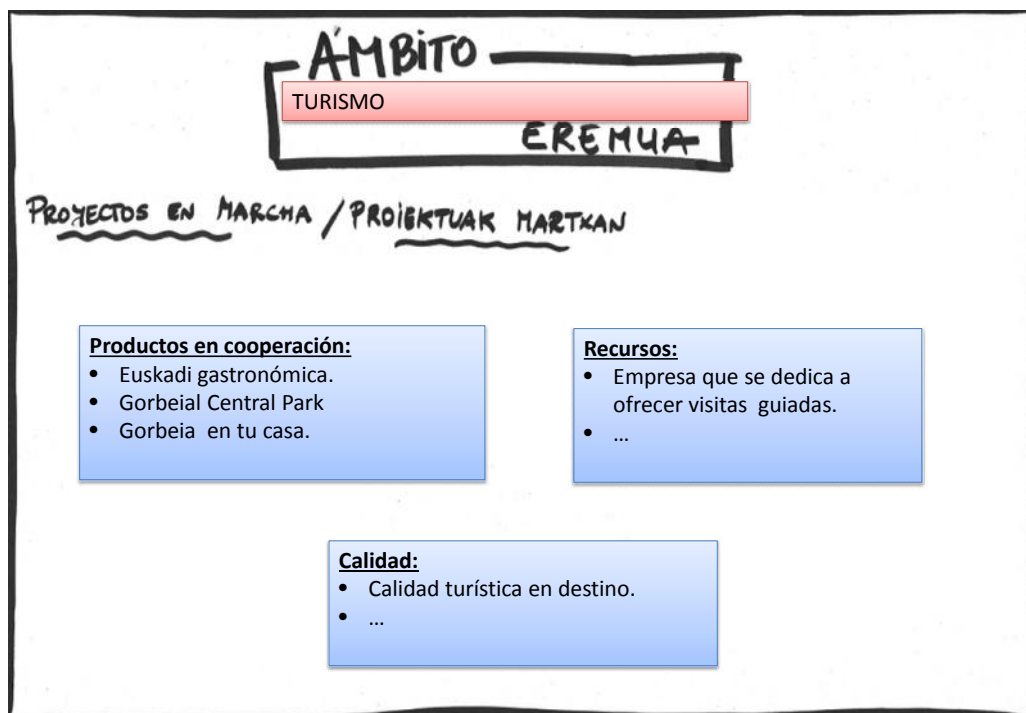 ÁMBITO
TURISMO
EREMUA
PROYECTOS EN MARCHA / PROIEKTUAK MARTXAN
Productos en cooperación:
• Euskadi gastronómica.
• Gorbeial Central Park
• Gorbeia en tu casa.
Recursos:
• Empresa que se dedica a
ofrecer visitas guiadas.
• ...
Calidad:
• Calidad turística en destino.
• ...